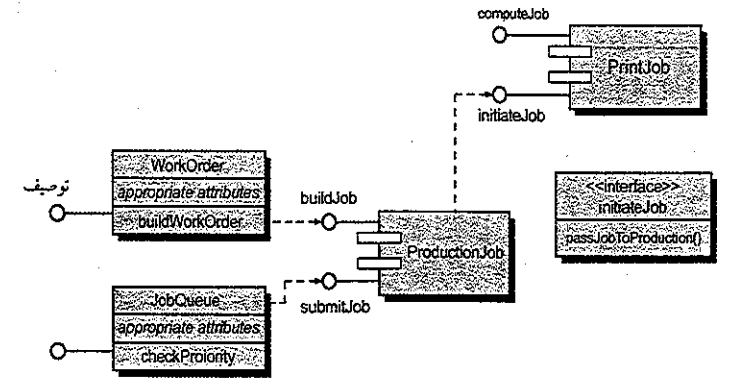 computeJob
PrintJob
initiateJob
WorkOrder
appropriate attributes
buildWorkOrder
توصيف
buildJob
<<interface>>
initiateJob
passJobToProduction()
ProductionJob
JobQueue
appropriate attributes
checkProiority
submitJob